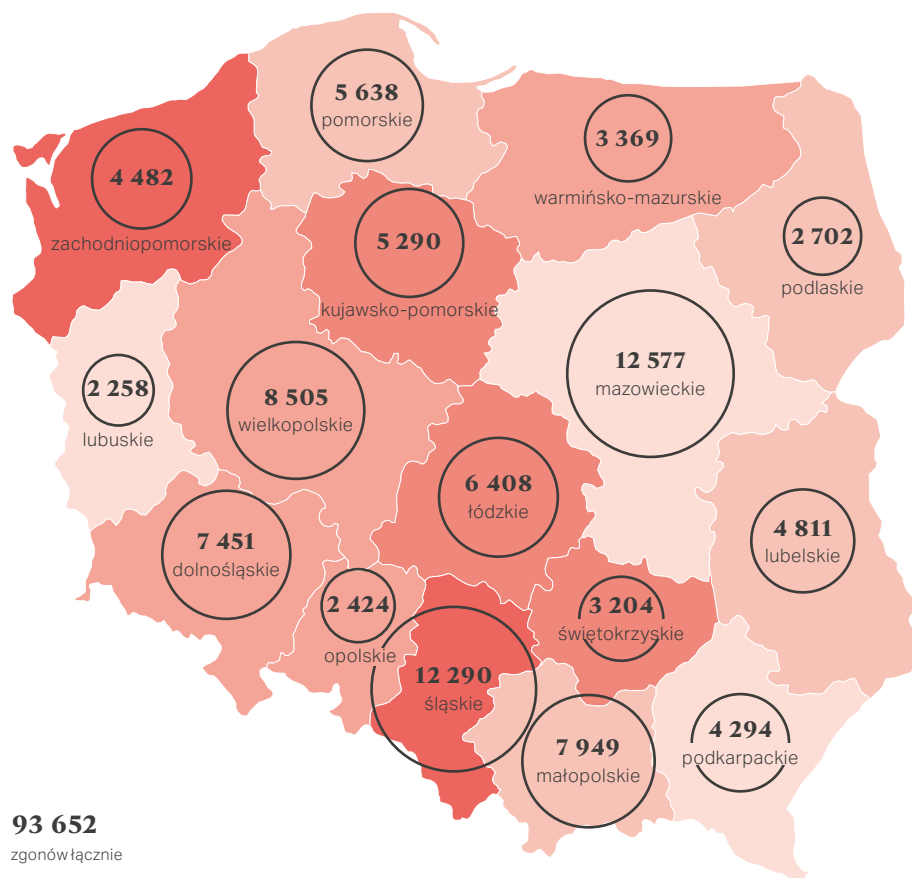 5 638
pomorskie
3 369
warmińsko-mazurskie
4 482
zachodniopomorskie
5 290
kujawsko-pomorskie
2 702
podlaskie
12 577
mazowieckie
2 258
lubuskie
8 505
wielkopolskie
6 408
łódzkie
4 811
lubelskie
7 451
dolnośląskie
2 424
opolskie
3 204
świętokrzyskie
12 290
śląskie
7 949
małopolskie
4 294
podkarpackie
93 652
zgonów łącznie